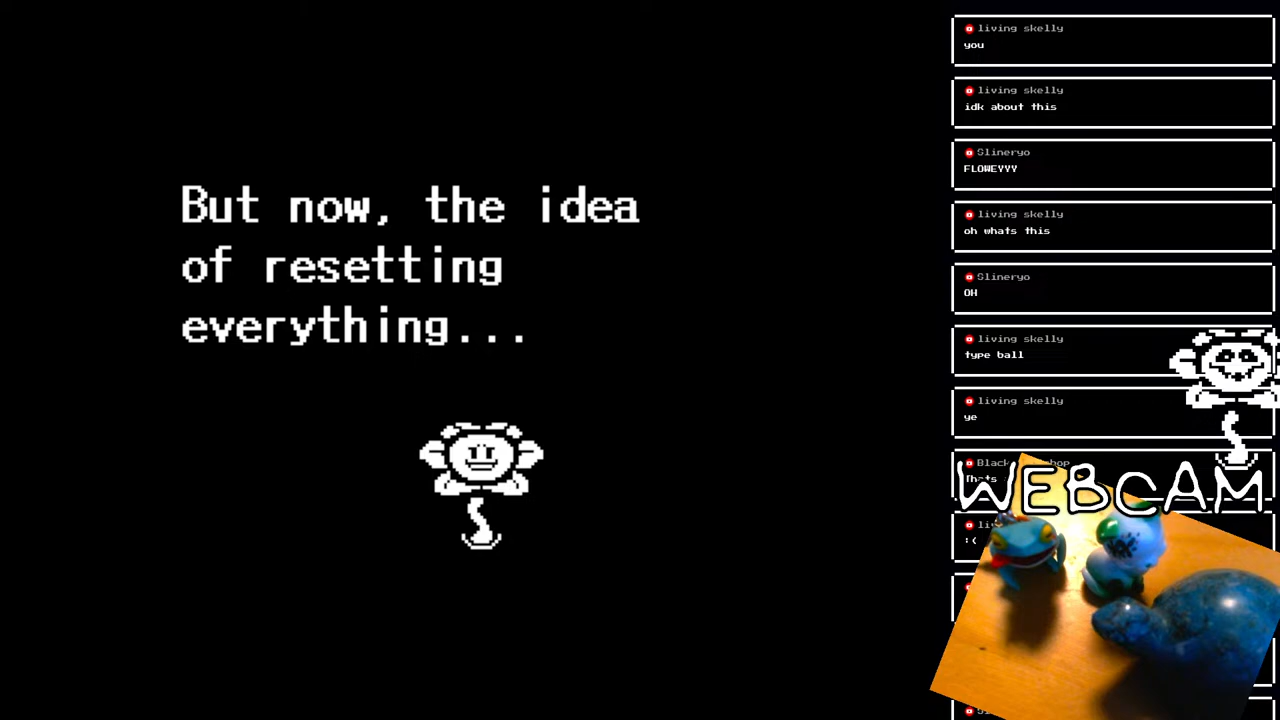 But now, the idea
of resetting
everything...
living skelly
you
living skelly
idk about this
Slineryo
FLOWEYYY
living skelly
oh whats this
Slineryo
OH
living skelly
type ball
living skelly
ye
Thats
WEBCAM
:(